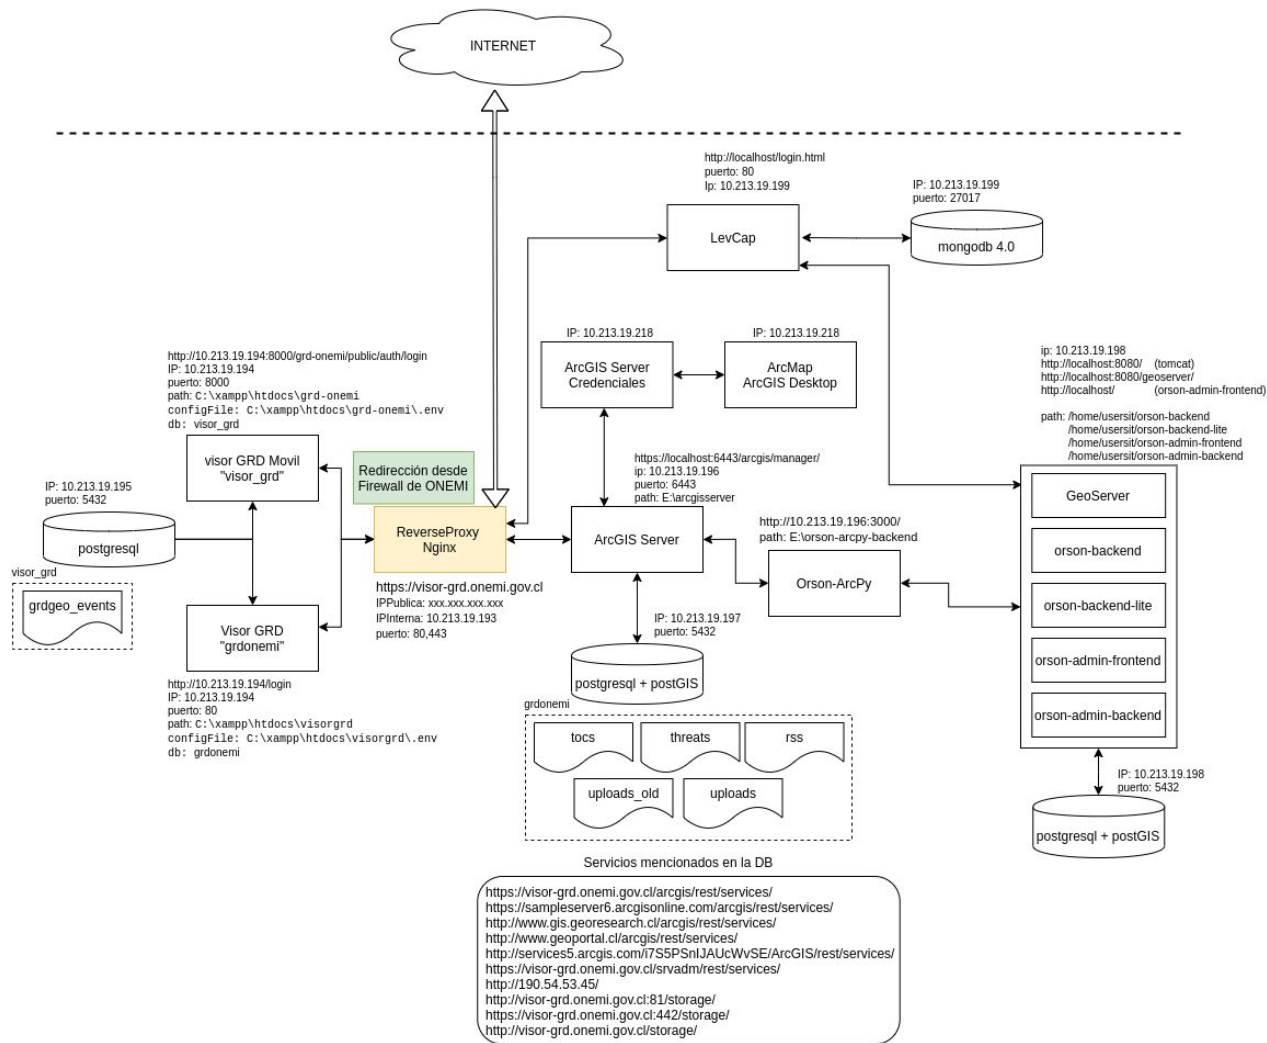 INTERNET
http://localhost/login.html
puerto: 80
Ip: 10.213.19.199
LevCap
IP: 10.213.19.199
puerto: 27017
mongodb 4.0
IP: 10.213.19.218
ArcGIS Server
Credenciales
IP: 10.213.19.218
ArcMap
ArcGIS Desktop
ip: 10.213.19.198
http://localhost:8080/ (tomcat)
http://localhost:8080/geoserver/
http://localhost/ (orson-admin-frontend)
path: /home/usersit/orson-backend
/home/usersit/orson-backend-lite
/home/usersit/orson-admin-frontend
/home/usersit/orson-admin-backend
GeoServer
orson-backend
orson-backend-lite
orson-admin-frontend
orson-admin-backend
IP: 10.213.19.198
puerto: 5432
postgresql + postGIS
http://10.213.19.194:8000/grd-onemi/public/auth/login
IP: 10.213.19.194
puerto: 8000
path: C:\xampp\htdocs\grd-onemi
configFile: C:\xampp\htdocs\grd-onemi\.env
db: visor_grd
visor GRD Movil
"visor_grd"
IP: 10.213.19.195
puerto: 5432
postgresql
visor_grd
grdgeo_events
Visor GRD
"grdonemi"
http://10.213.19.194/login
IP: 10.213.19.194
puerto: 80
path: C:\xampp\htdocs\visorgrd
configFile: C:\xampp\htdocs\visorgrd\.env
db: grdonemi
Redirección desde
Firewall de ONEMI
ReverseProxy
Nginx
https://visor-grd.onemi.gov.cl
IPPublica: xxx.xxx.xxx.xxx
IPInterna: 10.213.19.193
puerto: 80,443
https://localhost:6443/arcgis/manager/
ip: 10.213.19.196
puerto: 6443
path: E:\arcgisserver
ArcGIS Server
http://10.213.19.196:3000/
path: E:\orson-arcpy-backend
Orson-ArcPy
IP: 10.213.19.197
puerto: 5432
postgresql + postGIS
grdonemi
tocs
threats
rss
uploads_old
uploads
Servicios mencionados en la DB
https://visor-grd.onemi.gov.cl/arcgis/rest/services/
https://sampleserver6.arcgisonline.com/arcgis/rest/services/
http://www.gis.georesearch.cl/arcgis/rest/services/
http://www.geoportal.cl/arcgis/rest/services/
http://services5.arcgis.com/i7S5PSnIJAUcWvSE/ArcGIS/rest/services/
https://visor-grd.onemi.gov.cl/srvadm/rest/services/
http://190.54.53.45/
http://visor-grd.onemi.gov.cl:81/storage/
https://visor-grd.onemi.gov.cl:442/storage/
http://visor-grd.onemi.gov.cl/storage/